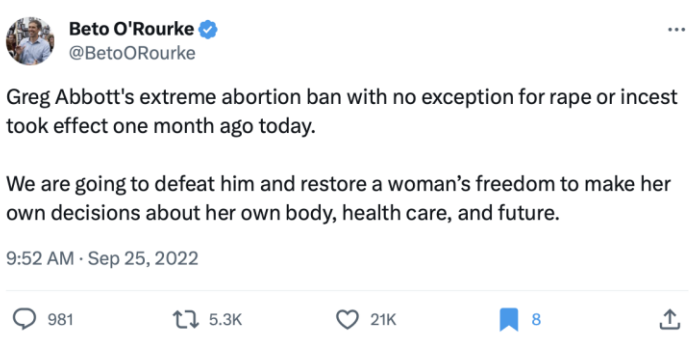 Beto O'Rourke
@BetoORourke
Greg Abbott's extreme abortion ban with no exception for rape or incest
took effect one month ago today.
We are going to defeat him and restore a woman’s freedom to make her
own decisions about her own body, health care, and future.
9:52 AM · Sep 25, 2022
981 5.3K 21K 8